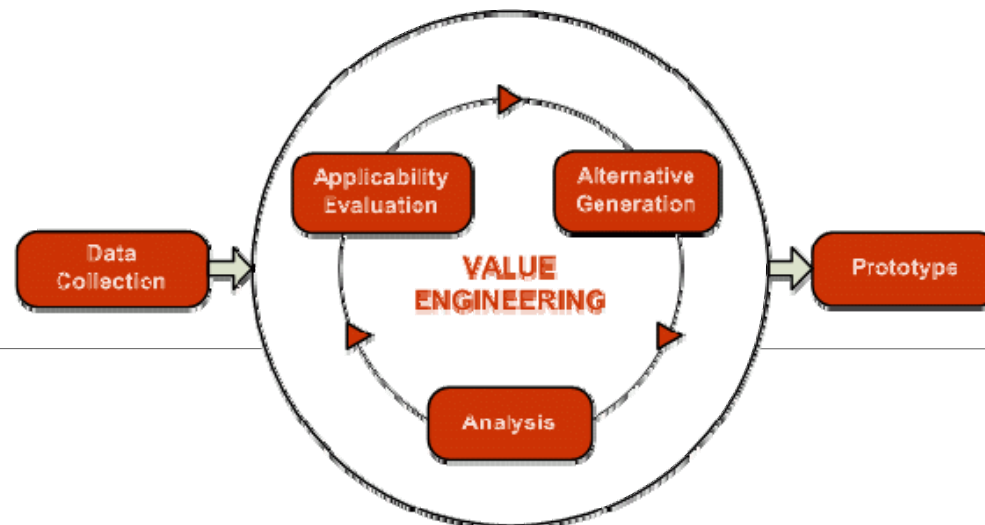 Applicability
Evaluation
Alternative
Generation
Data
Collection
VALUE
ENGINEERING
Prototype
Analysis